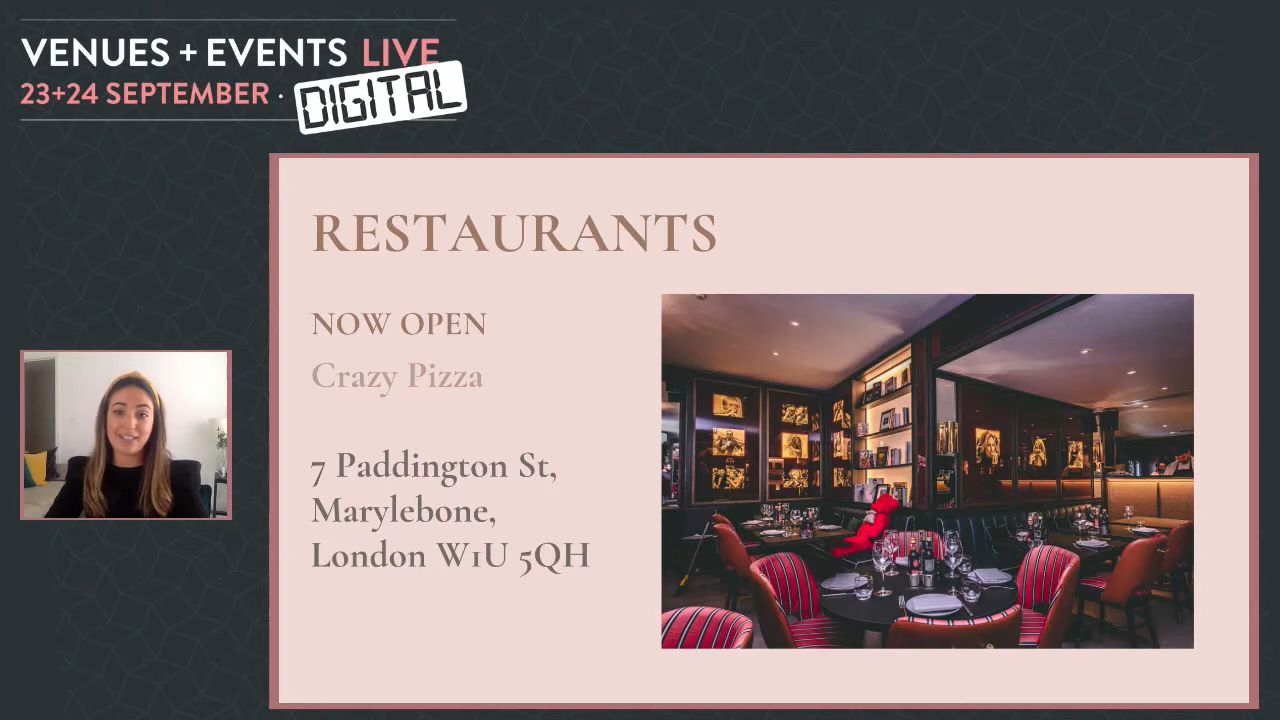 VENUES + EVENTS LIVE
23+24 SEPTEMBER · DIGITAL
RESTAURANTS
NOW OPEN
Crazy Pizza
7 Paddington St,
Marylebone,
London W1U 5QH